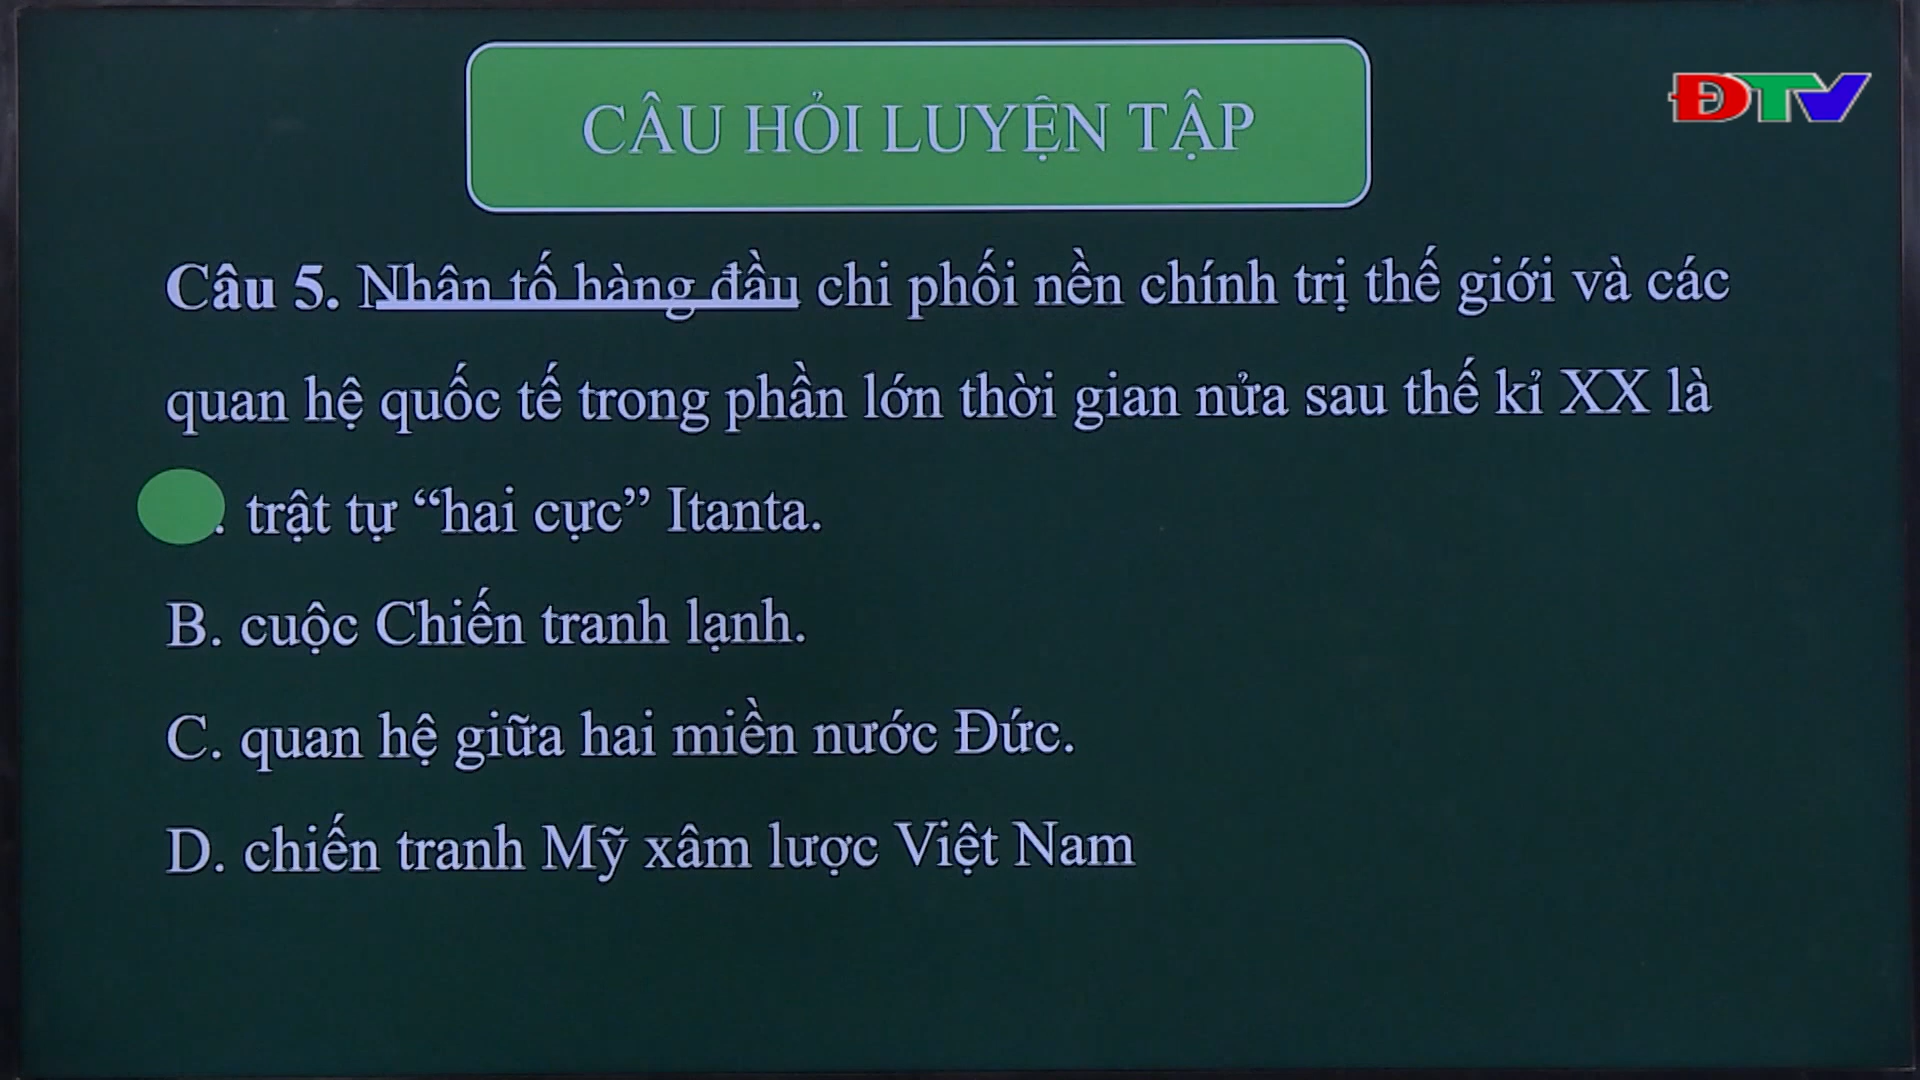 CÂU HỎI LUYỆN TẬP
ĐTV
Câu 5. Nhân tố hàng đầu chi phối nền chính trị thế giới và các
quan hệ quốc tế trong phần lớn thời gian nửa sau thế kỉ XX là
. trật tự “hai cực” Itanta.
B. cuộc Chiến tranh lạnh.
C. quan hệ giữa hai miền nước Đức.
D. chiến tranh Mỹ xâm lược Việt Nam